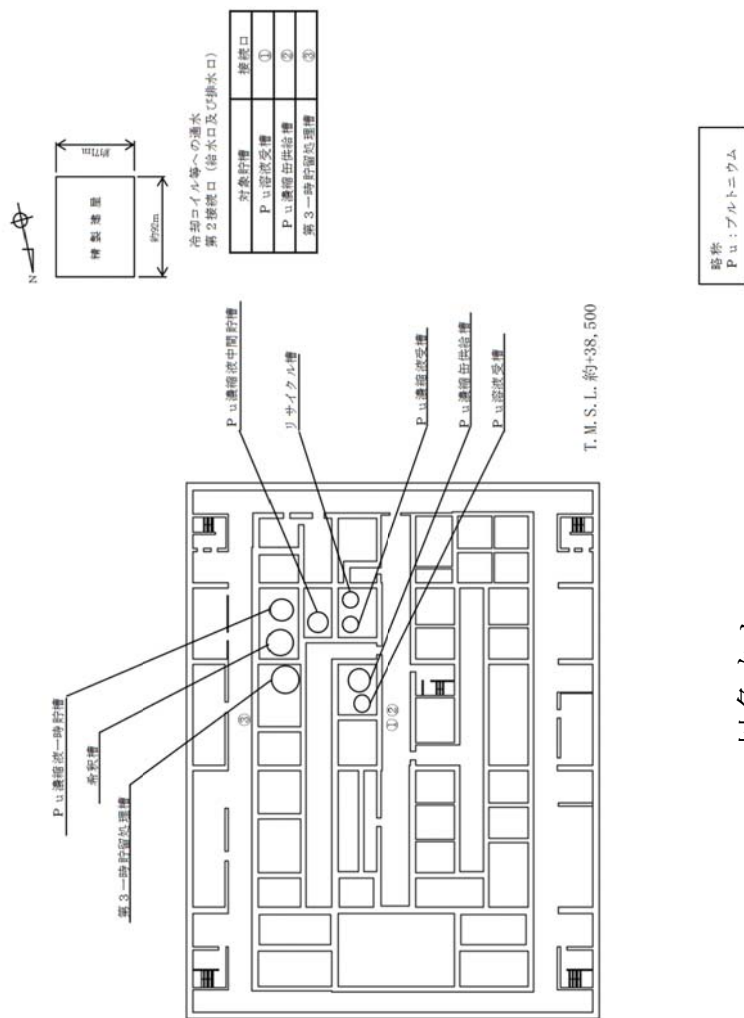 N
精製建屋
約92m
約71m
冷却コイル等への通水
第2接続口(給水口及び排水口)
対象貯槽 接続口
Pu溶液受槽 ①
Pu濃縮缶供給槽 ②
第3一時貯留処理槽 ③
Pu濃縮液一時貯槽
希釈槽
第3一時貯留処理槽
Pu濃縮液中間貯槽
リサイクル槽
Pu濃縮液受槽
Pu濃縮缶供給槽
Pu溶液受槽
③
①②
T.M.S.L.約+38,500
略称
Pu:プルトニウム